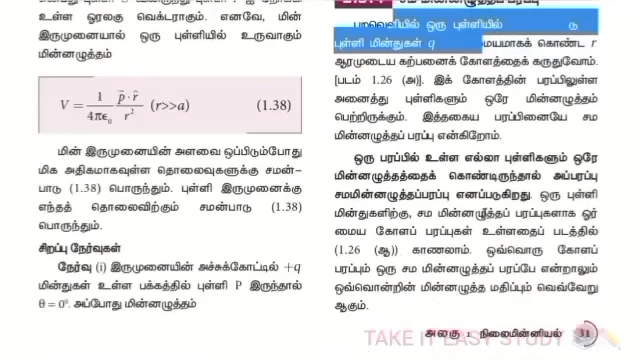 உள்ள ஓரலகு வெக்டராகும். எனவே, மின்
இருமுனையால் ஒரு புள்ளியில் உருவாகும்
மின்னழுத்தம்
V = 1/4πϵ₀ p⃗ · r̂/r² (r>>a) (1.38)
மின் இருமுனையின் அளவை ஒப்பிடும்போது
மிக அதிகமாகவுள்ள தொலைவுகளுக்கு சமன்-
பாடு (1.38) பொருந்தும். புள்ளி இருமுனைக்கு
எந்தத் தொலைவிற்கும் சமன்பாடு (1.38)
பொருந்தும்.
சிறப்பு நேர்வுகள்
நேர்வு (i) இருமுனையின் அச்சுக்கோட்டில் +q
மின்துகள் உள்ள பக்கத்தில் புள்ளி P இருந்தால்
θ = 0°. அப்போது மின்னழுத்தம்
சம மின்னழுத்தப் பரப்பு
புறவெளியில் ஒரு புள்ளியில்
புள்ளி மின்துகள் q மையமாகக் கொண்ட r
ஆரமுடைய கற்பனைக் கோளத்தைக் கருதுவோம்.
[படம் 1.26 (அ)]. இக் கோளத்தின் பரப்பிலுள்ள
அனைத்து புள்ளிகளும் ஒரே மின்னழுத்தம்
பெற்றிருக்கும். இத்தகைய பரப்பினையே சம
மின்னழுத்தப் பரப்பு என்கிறோம்.
ஒரு பரப்பில் உள்ள எல்லா புள்ளிகளும் ஒரே
மின்னழுத்தத்தைக் கொண்டிருந்தால் அப்பரப்பு
சமமின்னழுத்தப்பரப்பு எனப்படுகிறது. ஒரு புள்ளி
மின்துகளிற்கு, சம மின்னழுத்தப் பரப்புகளாக ஓர்
மைய கோளப் பரப்புகள் உள்ளதைப் படத்தில்
(1.26 (ஆ)) காணலாம். ஒவ்வொரு கோளப்
பரப்பும் ஒரு சம மின்னழுத்தப் பரப்பே என்றாலும்
ஒவ்வொன்றின் மின்னழுத்த மதிப்பும் வெவ்வேறு
ஆகும்.
அலகு 1 நிலைமின்னியல் 31
TAKE IT EASY STUDY